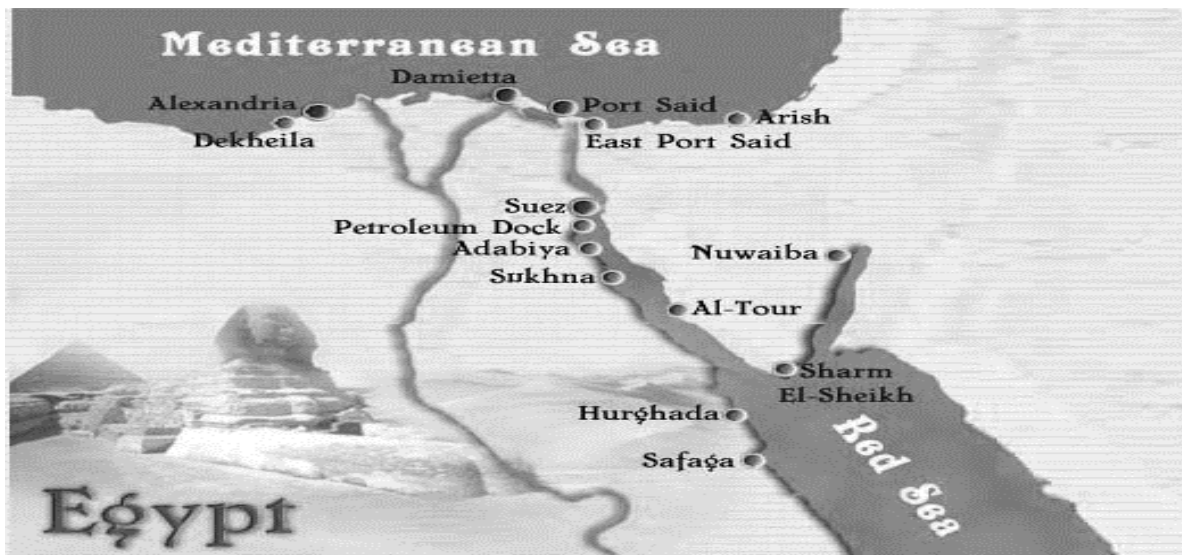 Mediterranean Sea
Damietta
Alexandria
Port Said
Arish
Dekheila
East Port Said
Suez
Petroleum Dock
Adabiya
Nuwaiba
Sukhna
Al-Tour
Sharm
El-Sheikh
Hurghada
Red Sea
Safaga
Egypt